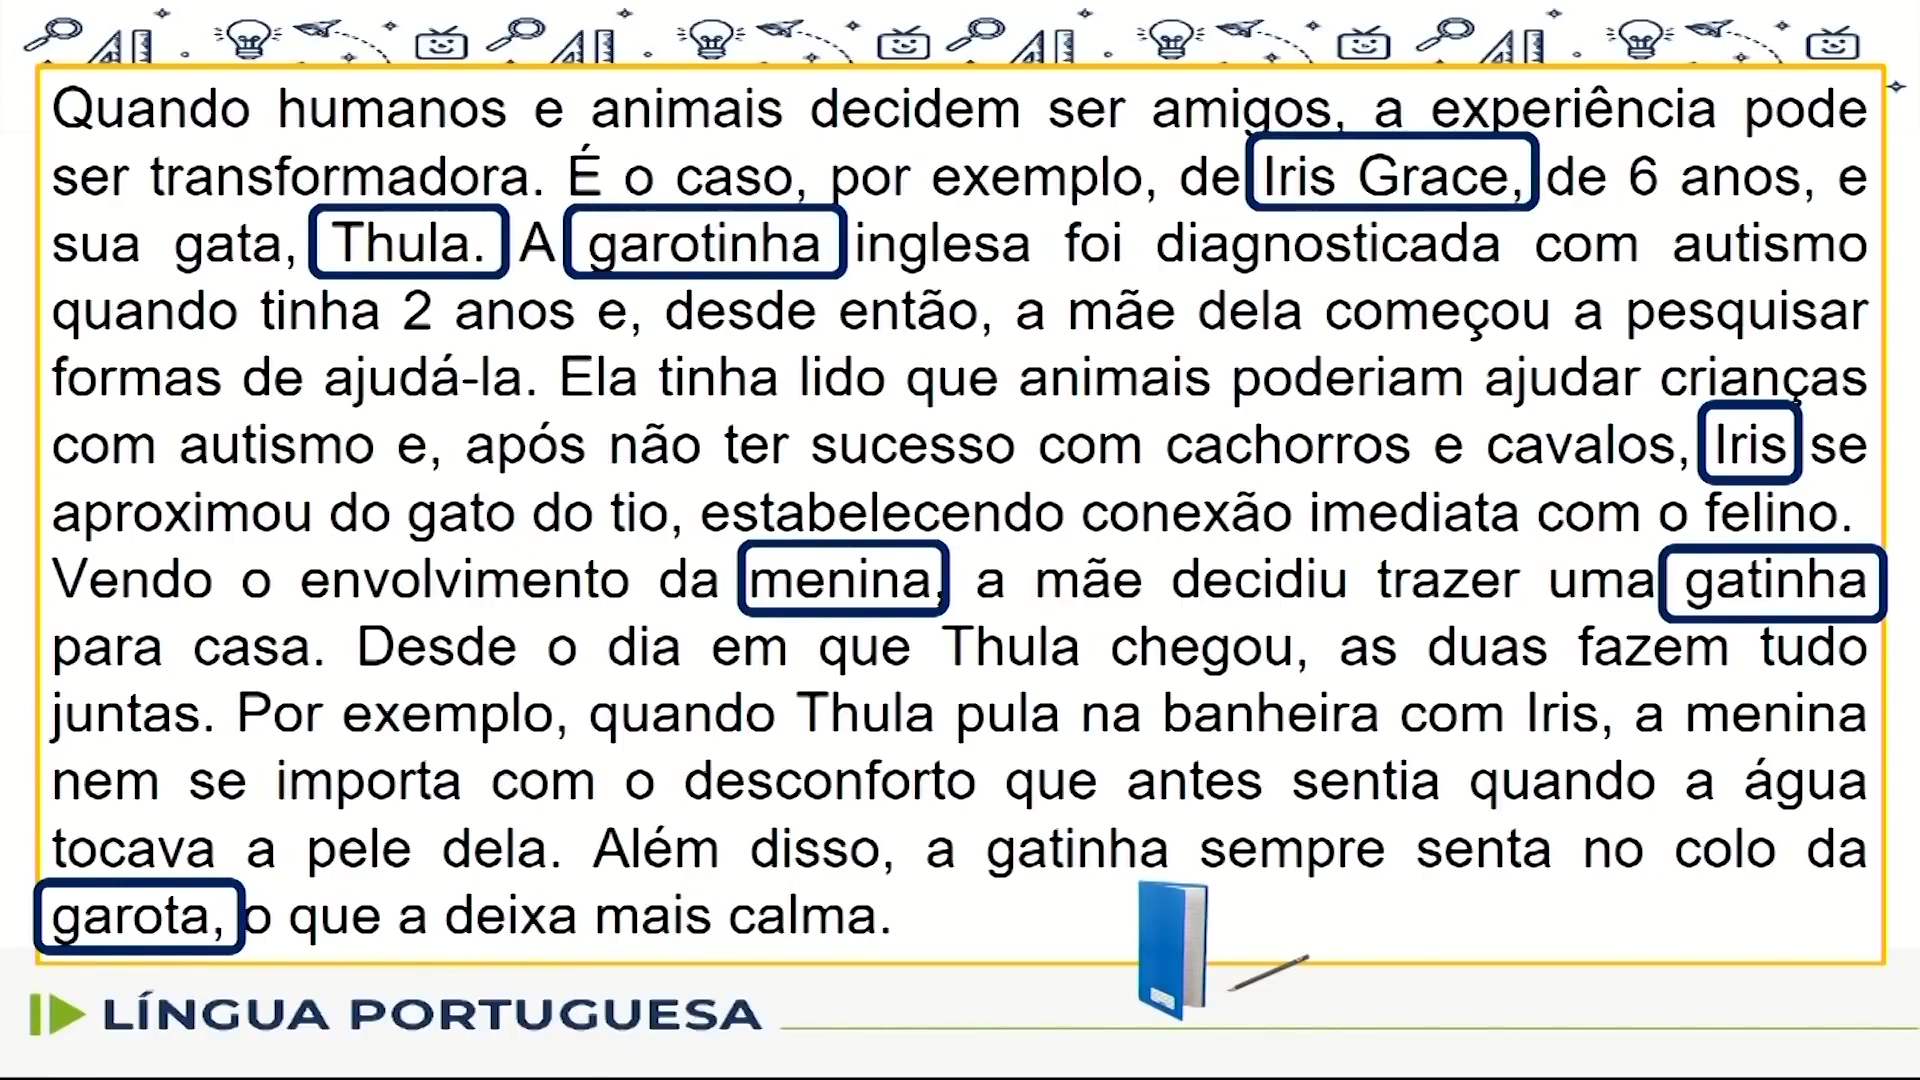 Quando humanos e animais decidem ser amigos, a experiência pode
ser transformadora. É o caso, por exemplo, de Iris Grace, de 6 anos, e
sua gata, Thula. A garotinha inglesa foi diagnosticada com autismo
quando tinha 2 anos e, desde então, a mãe dela começou a pesquisar
formas de ajudá-la. Ela tinha lido que animais poderiam ajudar crianças
com autismo e, após não ter sucesso com cachorros e cavalos, Iris se
aproximou do gato do tio, estabelecendo conexão imediata com o felino.
Vendo o envolvimento da menina, a mãe decidiu trazer uma gatinha
para casa. Desde o dia em que Thula chegou, as duas fazem tudo
juntas. Por exemplo, quando Thula pula na banheira com Iris, a menina
nem se importa com o desconforto que antes sentia quando a água
tocava a pele dela. Além disso, a gatinha sempre senta no colo da
garota, o que a deixa mais calma.
LÍNGUA PORTUGUESA